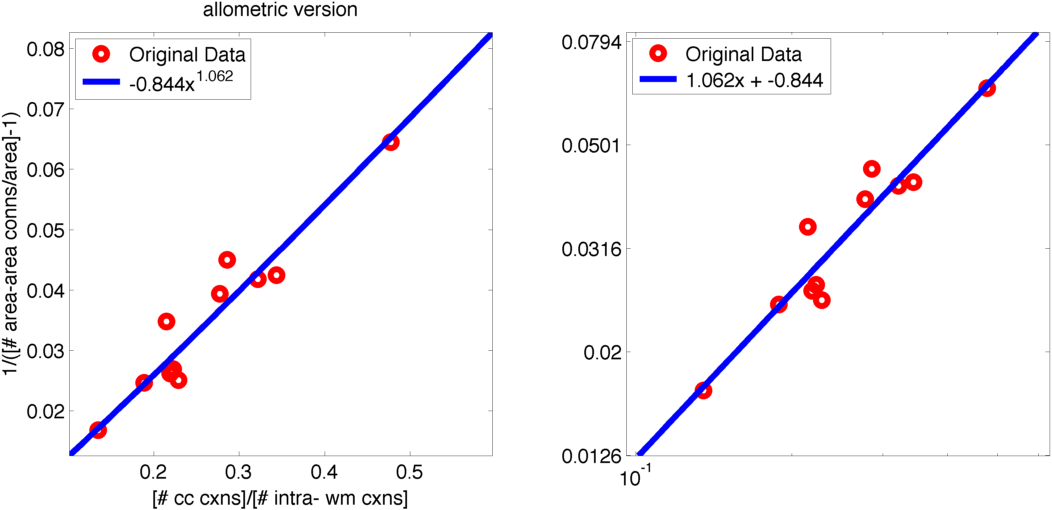 allometric version
0.08
0.07
0.06
0.05
0.04
0.03
0.02
1/([# area-area conns/area]-1)
Original Data
-0.844x^1.062
0.2 0.3 0.4 0.5
[# cc cxns]/[# intra- wm cxns]
0.0794
0.0501
0.0316
0.02
0.0126
Original Data
1.062x + -0.844
10^-1